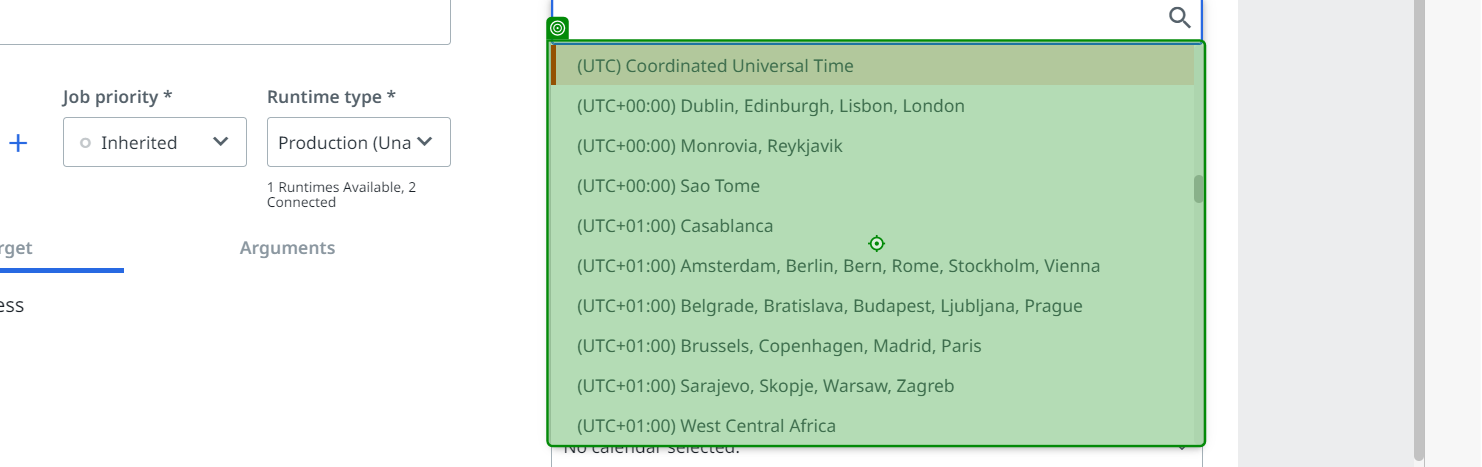 Job priority *
Runtime type *
Inherited
Production (Una
1 Runtimes Available, 2
Connected
rget
Arguments
ess
(UTC) Coordinated Universal Time
(UTC+00:00) Dublin, Edinburgh, Lisbon, London
(UTC+00:00) Monrovia, Reykjavik
(UTC+00:00) Sao Tome
(UTC+01:00) Casablanca
(UTC+01:00) Amsterdam, Berlin, Bern, Rome, Stockholm, Vienna
(UTC+01:00) Belgrade, Bratislava, Budapest, Ljubljana, Prague
(UTC+01:00) Brussels, Copenhagen, Madrid, Paris
(UTC+01:00) Sarajevo, Skopje, Warsaw, Zagreb
(UTC+01:00) West Central Africa
No calendar selected.